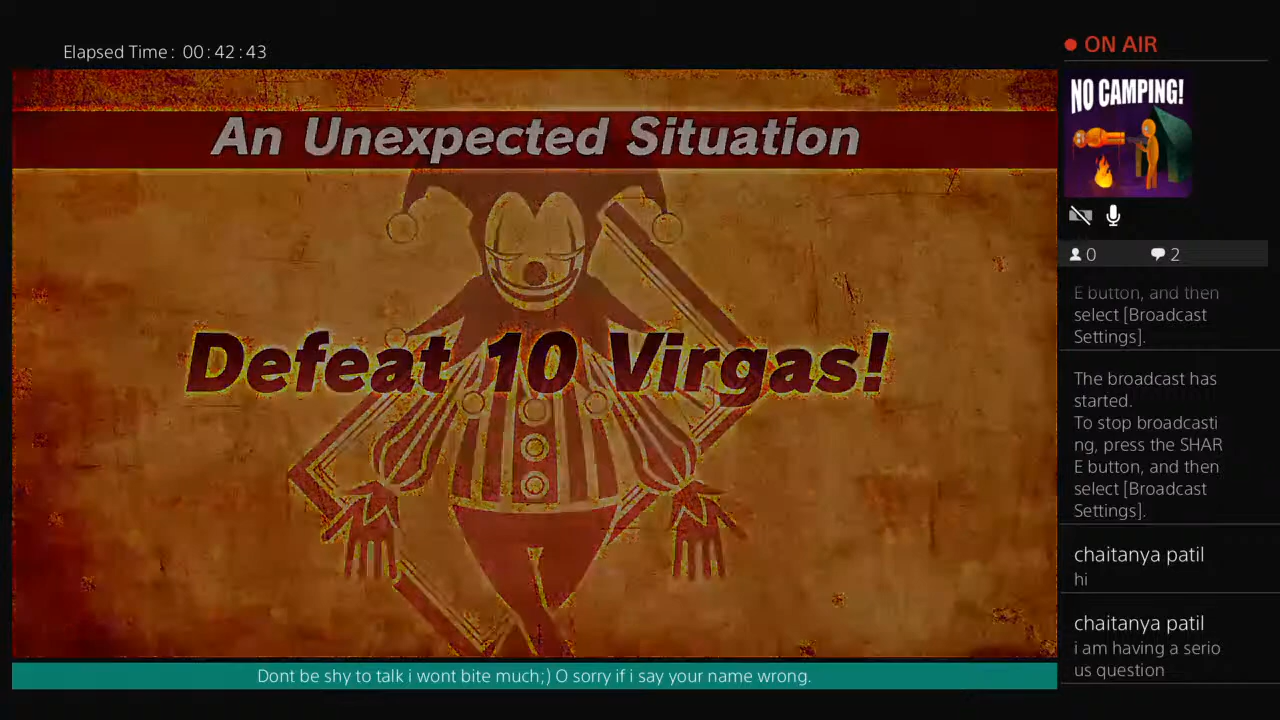 Elapsed Time: 00:42:43
ON AIR
NO CAMPING!
An Unexpected Situation
0 2
E button, and then
select [Broadcast
Settings].
Defeat 10 Virgas!
The broadcast has
started.
To stop broadcasti
ng, press the SHAR
E button, and then
select [Broadcast
Settings].
chaitanya patil
hi
chaitanya patil
i am having a serio
us question
Dont be shy to talk i wont bite much;) O sorry if i say your name wrong.